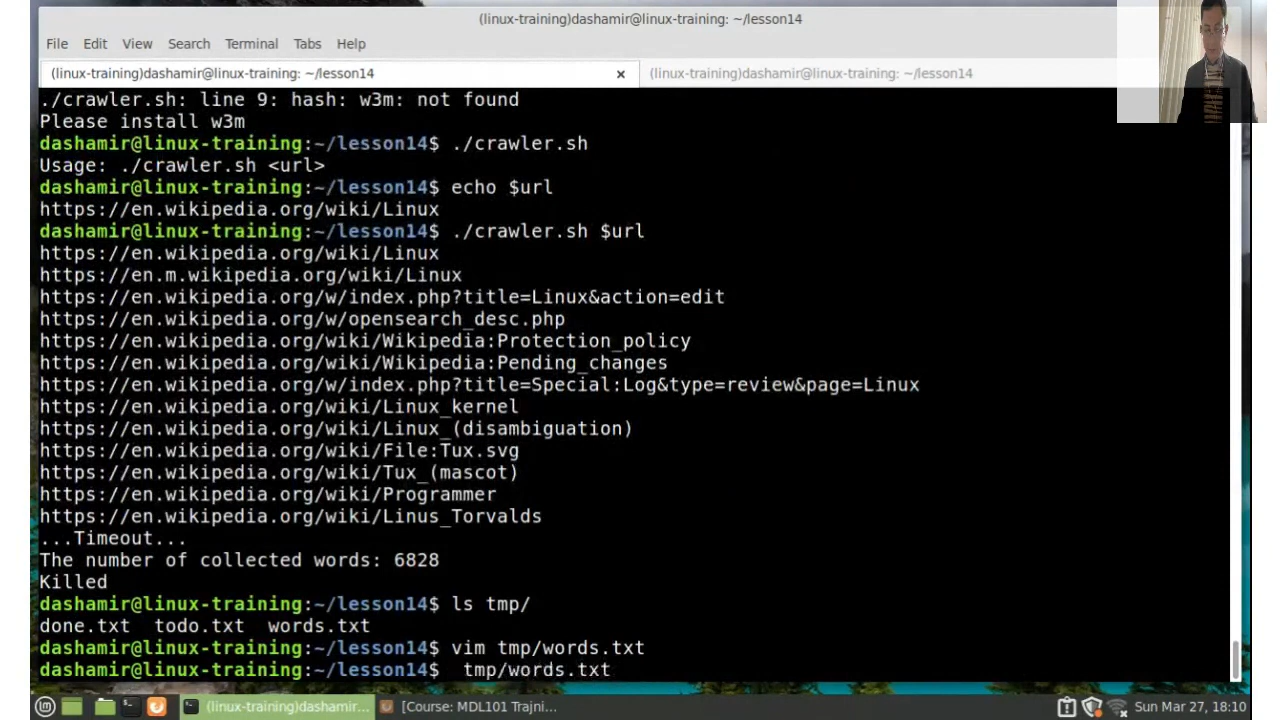 (linux-training)dashamir@linux-training: ~/lesson14
File Edit View Search Terminal Tabs Help
(linux-training)dashamir@linux-training: ~/lesson14 × (linux-training)dashamir@linux-training: ~/lesson14
./crawler.sh: line 9: hash: w3m: not found
Please install w3m
dashamir@linux-training:~/lesson14$ ./crawler.sh
Usage: ./crawler.sh <url>
dashamir@linux-training:~/lesson14$ echo $url
https://en.wikipedia.org/wiki/Linux
dashamir@linux-training:~/lesson14$ ./crawler.sh $url
https://en.wikipedia.org/wiki/Linux
https://en.m.wikipedia.org/wiki/Linux
https://en.wikipedia.org/w/index.php?title=Linux&action=edit
https://en.wikipedia.org/w/opensearch_desc.php
https://en.wikipedia.org/wiki/Wikipedia:Protection_policy
https://en.wikipedia.org/wiki/Wikipedia:Pending_changes
https://en.wikipedia.org/w/index.php?title=Special:Log&type=review&page=Linux
https://en.wikipedia.org/wiki/Linux_kernel
https://en.wikipedia.org/wiki/Linux_(disambiguation)
https://en.wikipedia.org/wiki/File:Tux.svg
https://en.wikipedia.org/wiki/Tux_(mascot)
https://en.wikipedia.org/wiki/Programmer
https://en.wikipedia.org/wiki/Linus_Torvalds
...Timeout...
The number of collected words: 6828
Killed
dashamir@linux-training:~/lesson14$ ls tmp/
done.txt todo.txt words.txt
dashamir@linux-training:~/lesson14$ vim tmp/words.txt
dashamir@linux-training:~/lesson14$ tmp/words.txt
(linux-training)dashamir... [Course: MDL101 Trajni... Sun Mar 27, 18:10